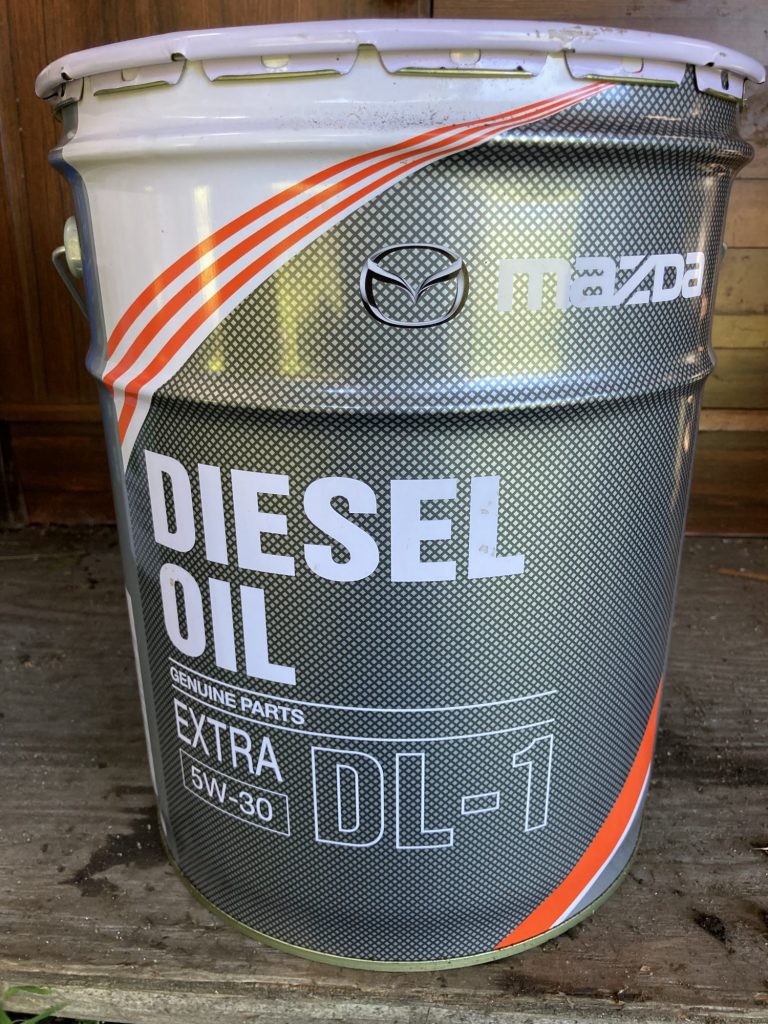 mazda
DIESEL
OIL
GENUINE PARTS
EXTRA
5W-30
DL-1